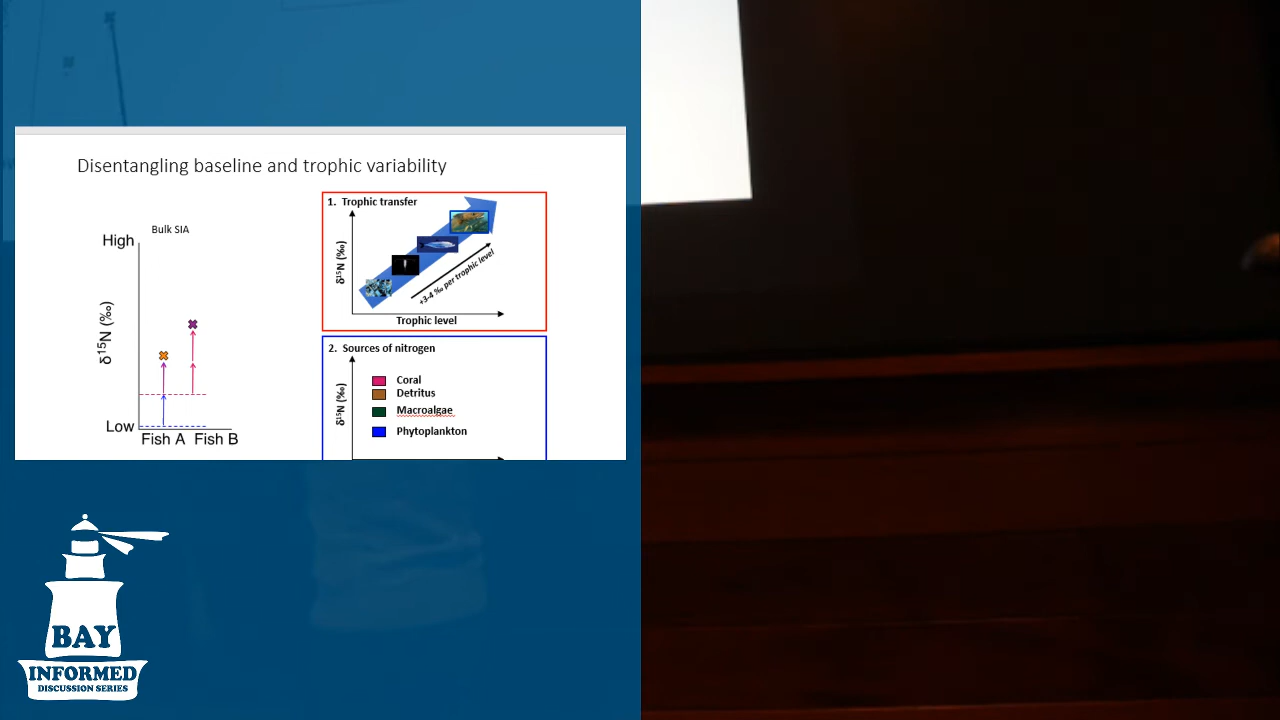 Disentangling baseline and trophic variability
Bulk SIA
High
δ15N (‰)
Low
Fish A
Fish B
1. Trophic transfer
δ15N (‰)
+3-4 ‰ per trophic level
Trophic level
2. Sources of nitrogen
δ15N (‰)
Coral
Detritus
Macroalgae
Phytoplankton
BAY
INFORMED
DISCUSSION SERIES